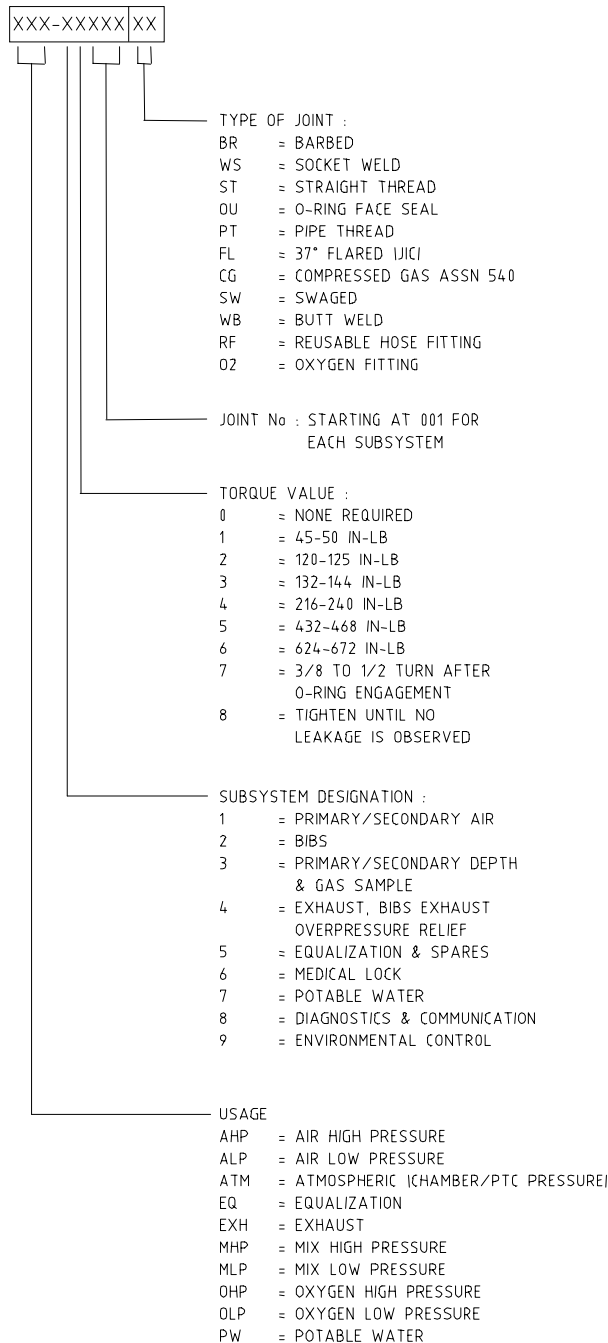 XXX-XXXXX XX
TYPE OF JOINT :
BR = BARBED
WS = SOCKET WELD
ST = STRAIGHT THREAD
OU = O-RING FACE SEAL
PT = PIPE THREAD
FL = 37° FLARED (JIC)
CG = COMPRESSED GAS ASSN 540
SW = SWAGED
WB = BUTT WELD
RF = REUSABLE HOSE FITTING
O2 = OXYGEN FITTING
JOINT No : STARTING AT 001 FOR
EACH SUBSYSTEM
TORQUE VALUE :
0 = NONE REQUIRED
1 = 45-50 IN-LB
2 = 120-125 IN-LB
3 = 132-144 IN-LB
4 = 216-240 IN-LB
5 = 432-468 IN-LB
6 = 624-672 IN-LB
7 = 3/8 TO 1/2 TURN AFTER
O-RING ENGAGEMENT
8 = TIGHTEN UNTIL NO
LEAKAGE IS OBSERVED
SUBSYSTEM DESIGNATION :
1 = PRIMARY/SECONDARY AIR
2 = BIBS
3 = PRIMARY/SECONDARY DEPTH
& GAS SAMPLE
4 = EXHAUST, BIBS EXHAUST
OVERPRESSURE RELIEF
5 = EQUALIZATION & SPARES
6 = MEDICAL LOCK
7 = POTABLE WATER
8 = DIAGNOSTICS & COMMUNICATION
9 = ENVIRONMENTAL CONTROL
USAGE
AHP = AIR HIGH PRESSURE
ALP = AIR LOW PRESSURE
ATM = ATMOSPHERIC (CHAMBER/PTC PRESSURE)
EQ = EQUALIZATION
EXH = EXHAUST
MHP = MIX HIGH PRESSURE
MLP = MIX LOW PRESSURE
OHP = OXYGEN HIGH PRESSURE
OLP = OXYGEN LOW PRESSURE
PW = POTABLE WATER